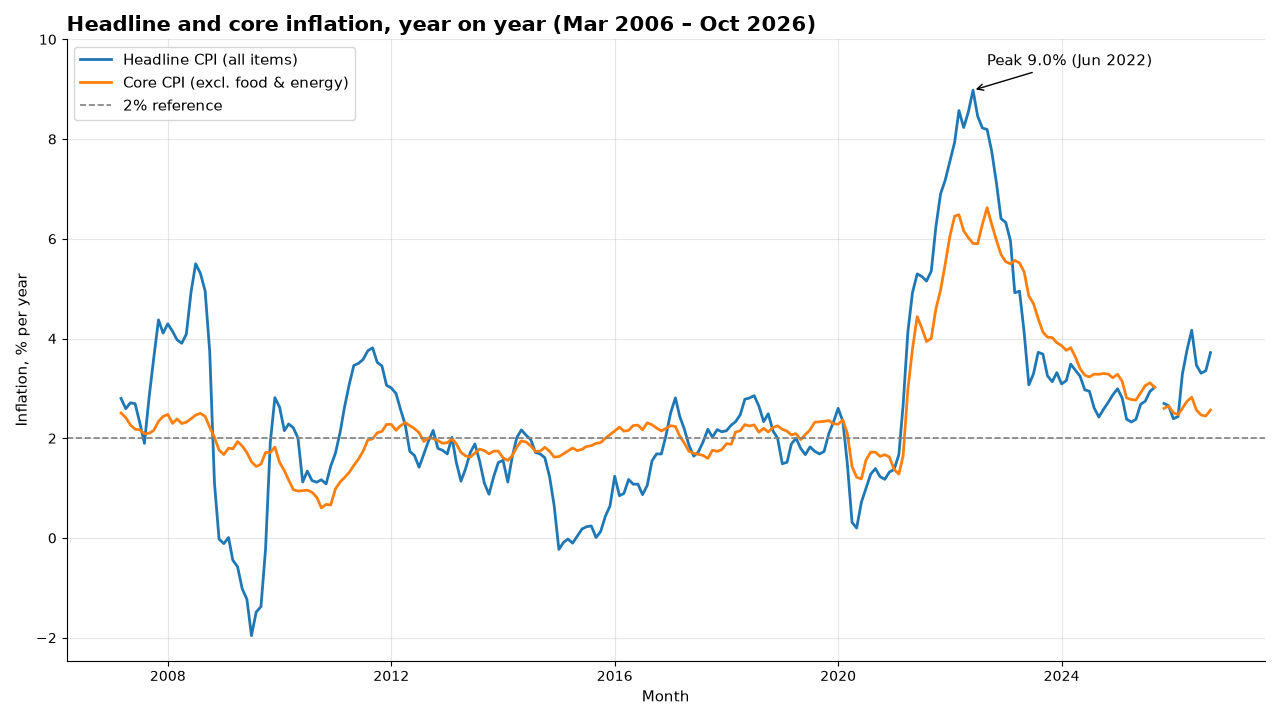 Headline and core inflation, year on year (Mar 2006 – Oct 2026)
Headline CPI (all items)
Core CPI (excl. food & energy)
2% reference
Peak 9.0% (Jun 2022)
Inflation, % per year
10
8
6
4
2
0
−2
2008
2012
2016
2020
2024
Month